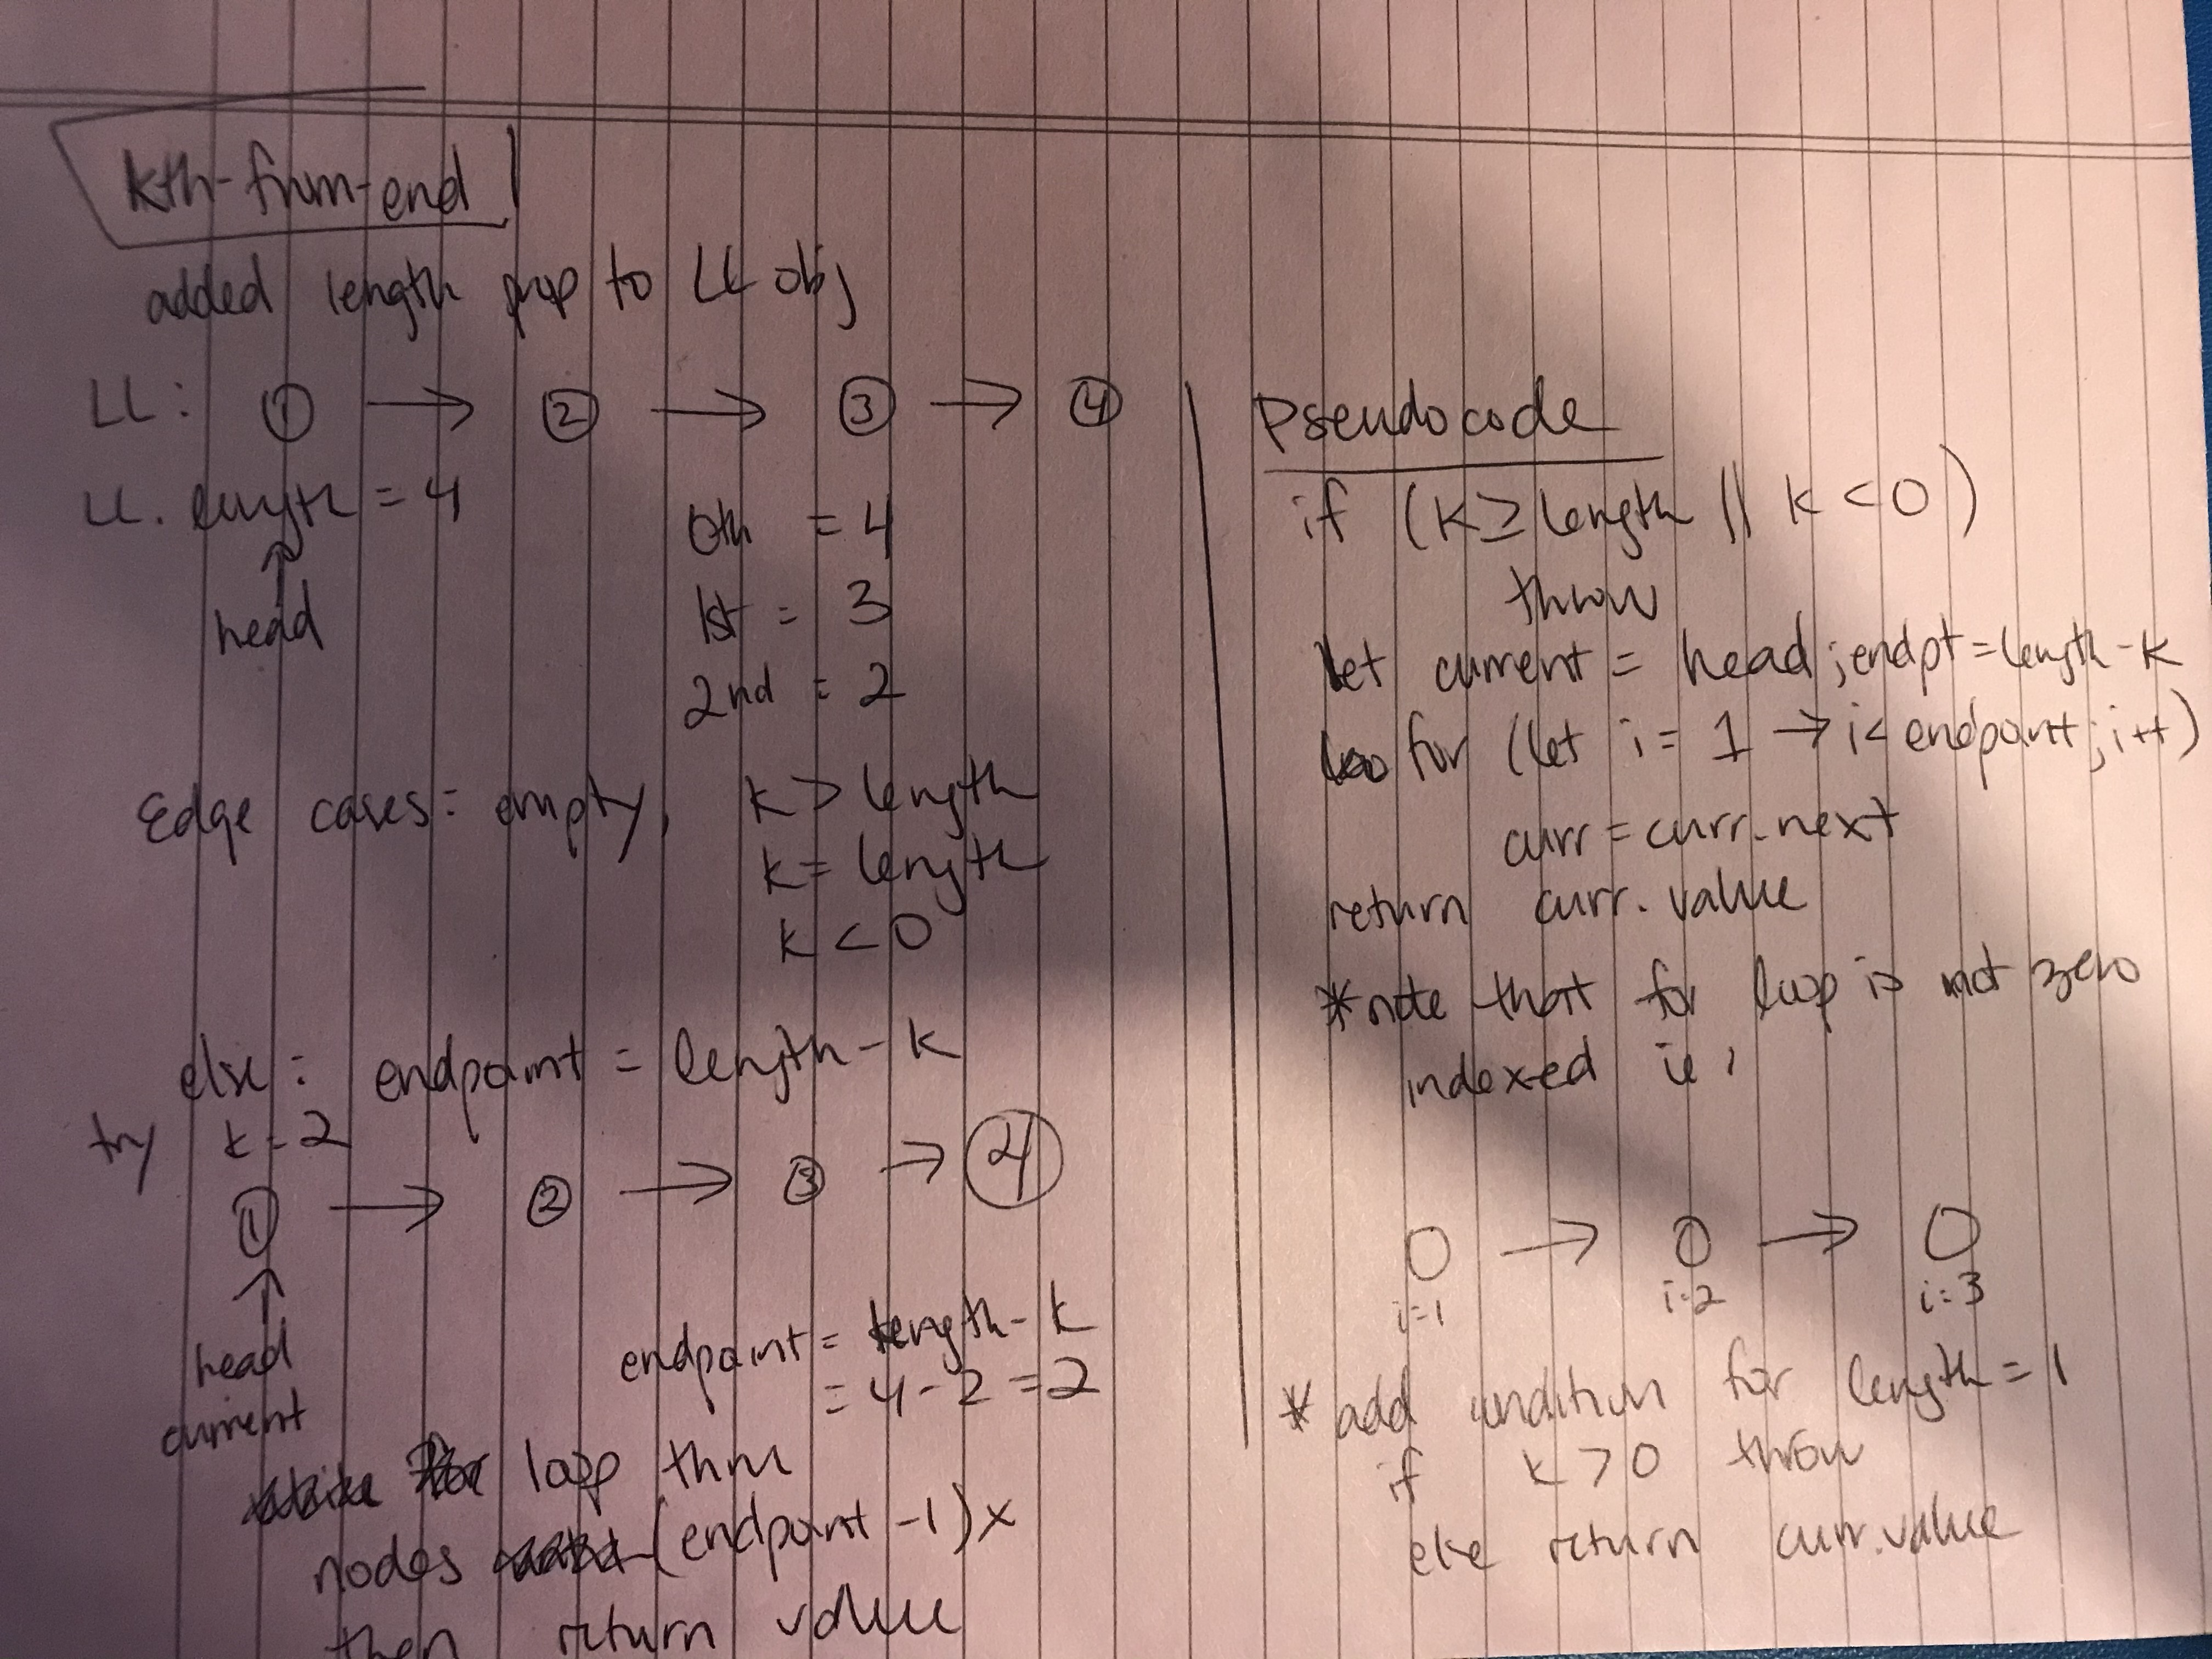 kth-from-end
added length prop to LL obj
LL: 1 → 2 → 3 → 4
LL. length = 4
↑
head
0th = 4
1st = 3
2nd = 2
Edge cases: empty, k > length
k = length
k < 0
else: endpoint = length - k
try k = 2
1 → 2 → 3 → 4
↑
head
current
endpoint = length - k
= 4 - 2 = 2
loop thru
nodes (endpoint -1)x
then return value
Pseudocode
if (k ≥ length || k < 0)
throw
let current = head ; endpt = length - k
for (let i = 1 → i < endpoint ; i++)
curr = curr.next
return curr.value
*note that for loop is not zero
indexed ie,
O → O → O
i=1 i=2 i=3
* add condition for length = 1
if k > 0 throw
else return curr.value